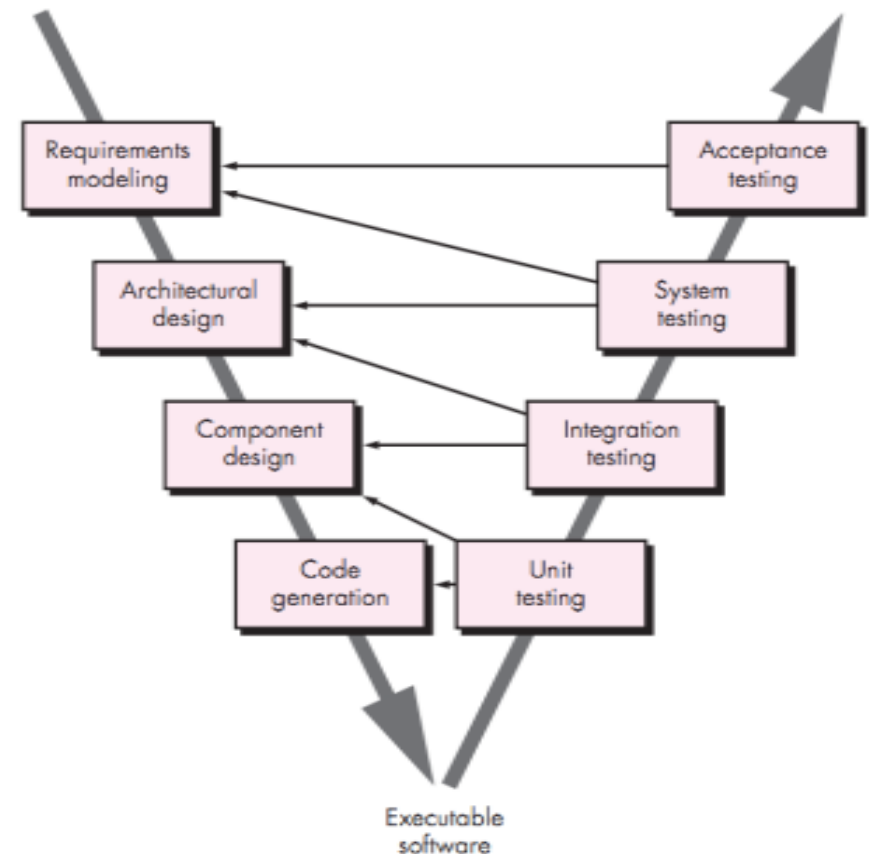 Requirements
modeling
Acceptance
testing
Architectural
design
System
testing
Component
design
Integration
testing
Code
generation
Unit
testing
Executable
software